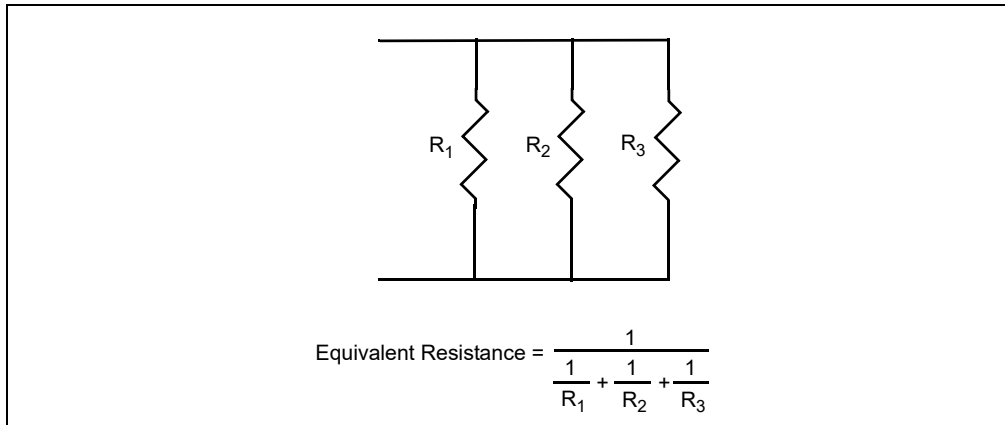 R1 R2 R3
Equivalent Resistance = 1
1 + 1 + 1
R1 R2 R3